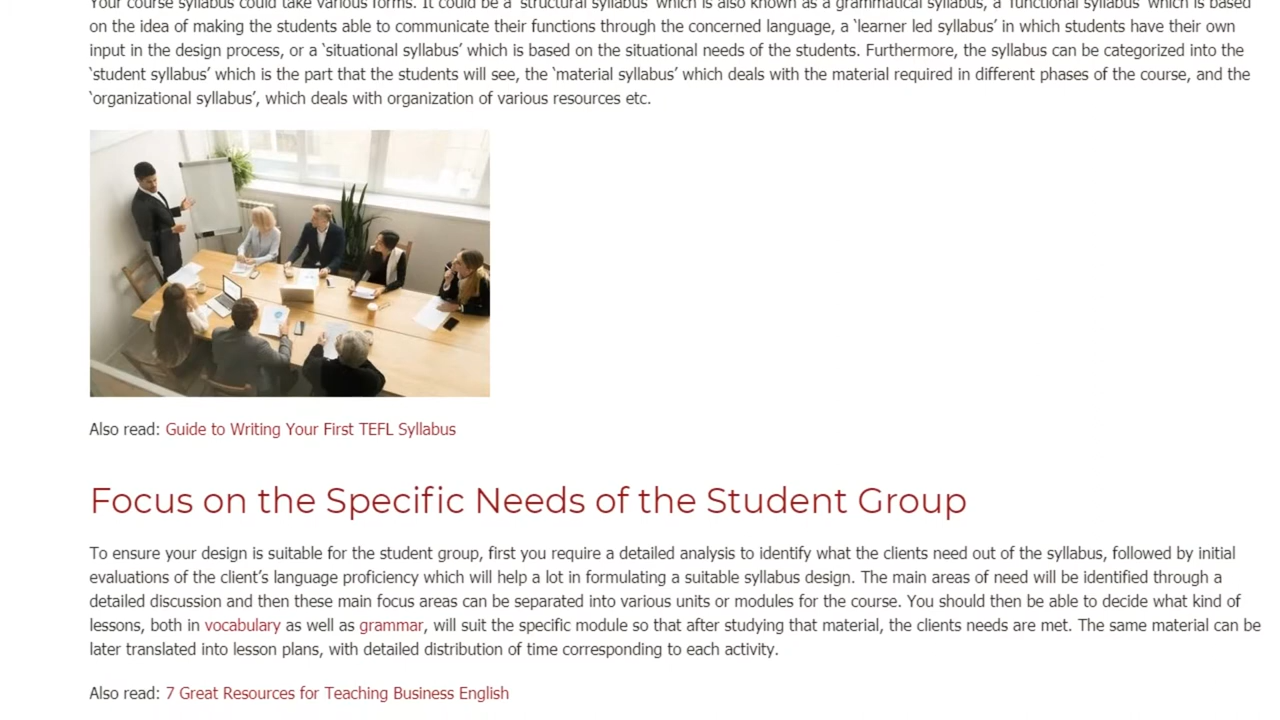 Your course syllabus could take various forms. It could be a 'structural syllabus' which is also known as a grammatical syllabus, a 'functional syllabus' which is based
on the idea of making the students able to communicate their functions through the concerned language, a 'learner led syllabus' in which students have their own
input in the design process, or a 'situational syllabus' which is based on the situational needs of the students. Furthermore, the syllabus can be categorized into the
'student syllabus' which is the part that the students will see, the 'material syllabus' which deals with the material required in different phases of the course, and the
'organizational syllabus', which deals with organization of various resources etc.
Also read: Guide to Writing Your First TEFL Syllabus
Focus on the Specific Needs of the Student Group
To ensure your design is suitable for the student group, first you require a detailed analysis to identify what the clients need out of the syllabus, followed by initial
evaluations of the client's language proficiency which will help a lot in formulating a suitable syllabus design. The main areas of need will be identified through a
detailed discussion and then these main focus areas can be separated into various units or modules for the course. You should then be able to decide what kind of
lessons, both in vocabulary as well as grammar, will suit the specific module so that after studying that material, the clients needs are met. The same material can be
later translated into lesson plans, with detailed distribution of time corresponding to each activity.
Also read: 7 Great Resources for Teaching Business English